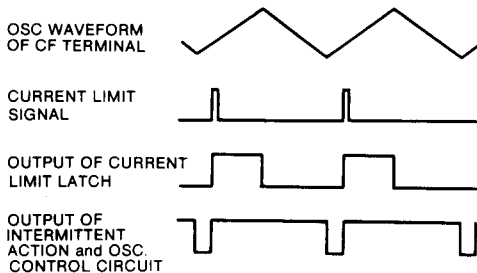 OSC WAVEFORM
OF CF TERMINAL
CURRENT LIMIT
SIGNAL
OUTPUT OF CURRENT
LIMIT LATCH
OUTPUT OF
INTERMITTENT
ACTION and OSC.
CONTROL CIRCUIT